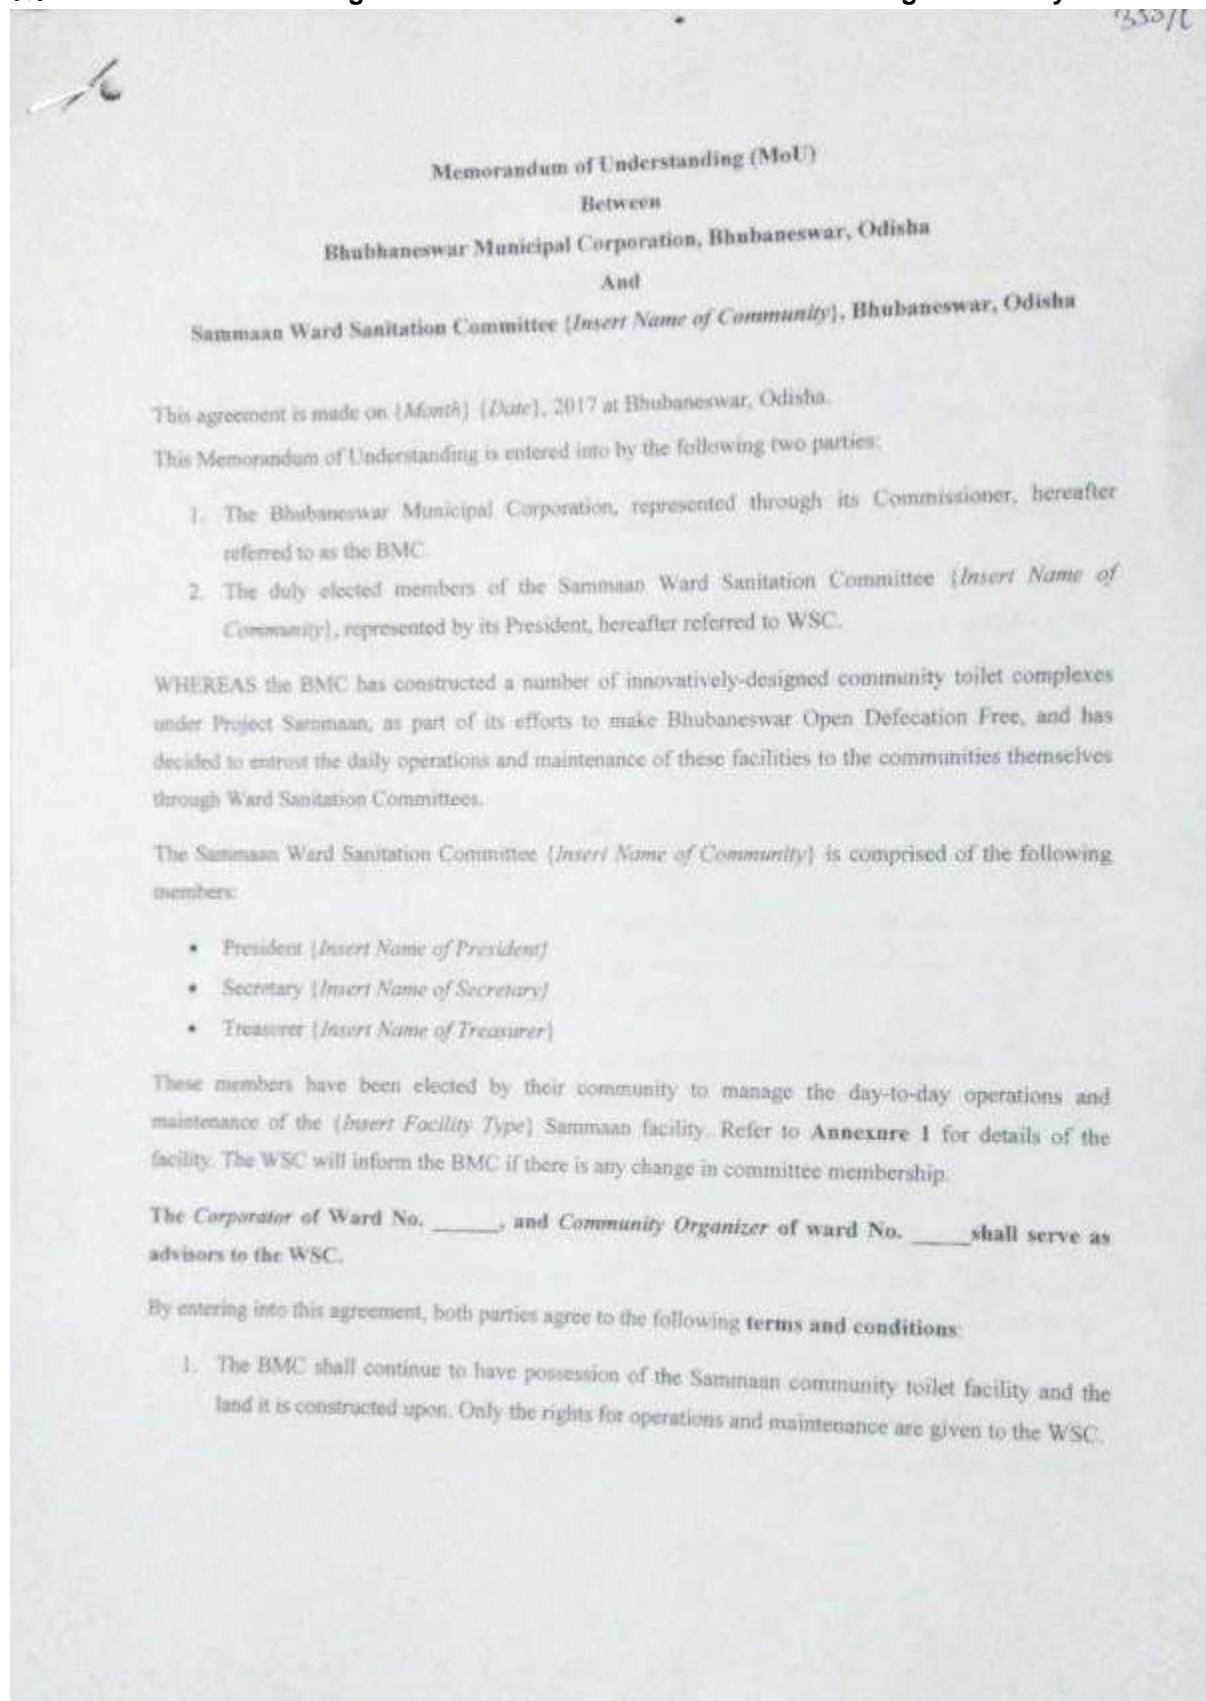 1350/C
Memorandum of Understanding (MoU)
Between
Bhubhaneswar Municipal Corporation, Bhubaneswar, Odisha
And
Sammaan Ward Sanitation Committee {Insert Name of Community}, Bhubaneswar, Odisha
This agreement is made on {Month} {Date}, 2017 at Bhubaneswar, Odisha.
This Memorandum of Understanding is entered into by the following two parties:
1. The Bhubaneswar Municipal Corporation, represented through its Commissioner, hereafter
referred to as the BMC.
2. The duly elected members of the Sammaan Ward Sanitation Committee {Insert Name of
Community}, represented by its President, hereafter referred to WSC.
WHEREAS the BMC has constructed a number of innovatively-designed community toilet complexes
under Project Sammaan, as part of its efforts to make Bhubaneswar Open Defecation Free, and has
decided to entrust the daily operations and maintenance of these facilities to the communities themselves
through Ward Sanitation Committees.
The Sammaan Ward Sanitation Committee {Insert Name of Community} is comprised of the following
members:
• President {Insert Name of President}
• Secretary {Insert Name of Secretary}
• Treasurer {Insert Name of Treasurer}
These members have been elected by their community to manage the day-to-day operations and
maintenance of the {Insert Facility Type} Sammaan facility. Refer to Annexure 1 for details of the
facility. The WSC will inform the BMC if there is any change in committee membership.
The Corporator of Ward No. ______, and Community Organizer of ward No. _____shall serve as
advisors to the WSC.
By entering into this agreement, both parties agree to the following terms and conditions:
1. The BMC shall continue to have possession of the Sammaan community toilet facility and the
land it is constructed upon. Only the rights for operations and maintenance are given to the WSC.